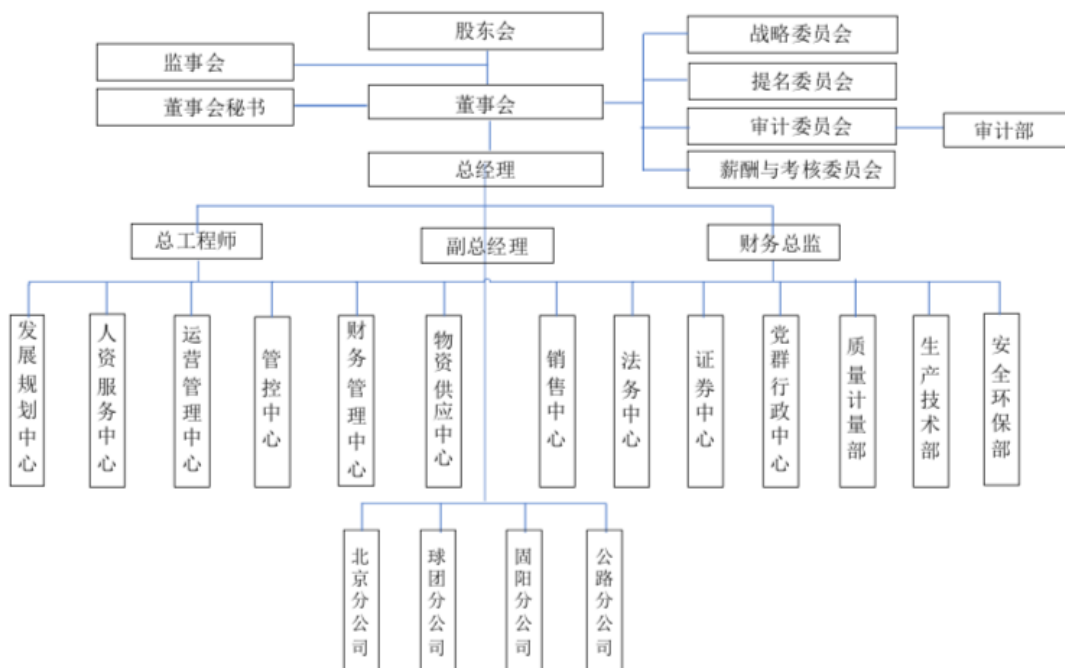 股东会
监事会
战略委员会
提名委员会
董事会秘书
董事会
审计委员会
审计部
总经理
薪酬与考核委员会
总工程师
副总经理
财务总监
发展规划中心
人资服务中心
运营管理中心
管控中心
财务管理中心
物资供应中心
销售中心
法务中心
证券中心
党群行政中心
质量计量部
生产技术部
安全环保部
北京分公司
球团分公司
固阳分公司
公路分公司